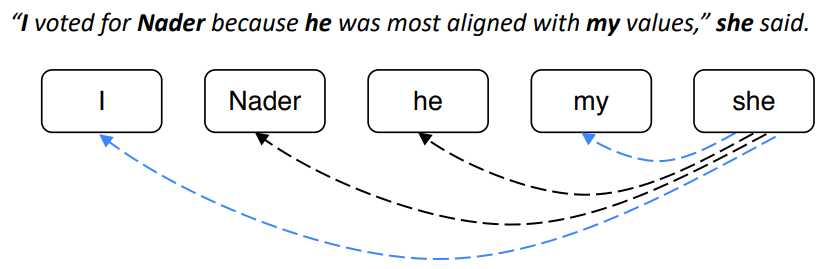 “I voted for Nader because he was most aligned with my values,” she said.
I Nader he my she